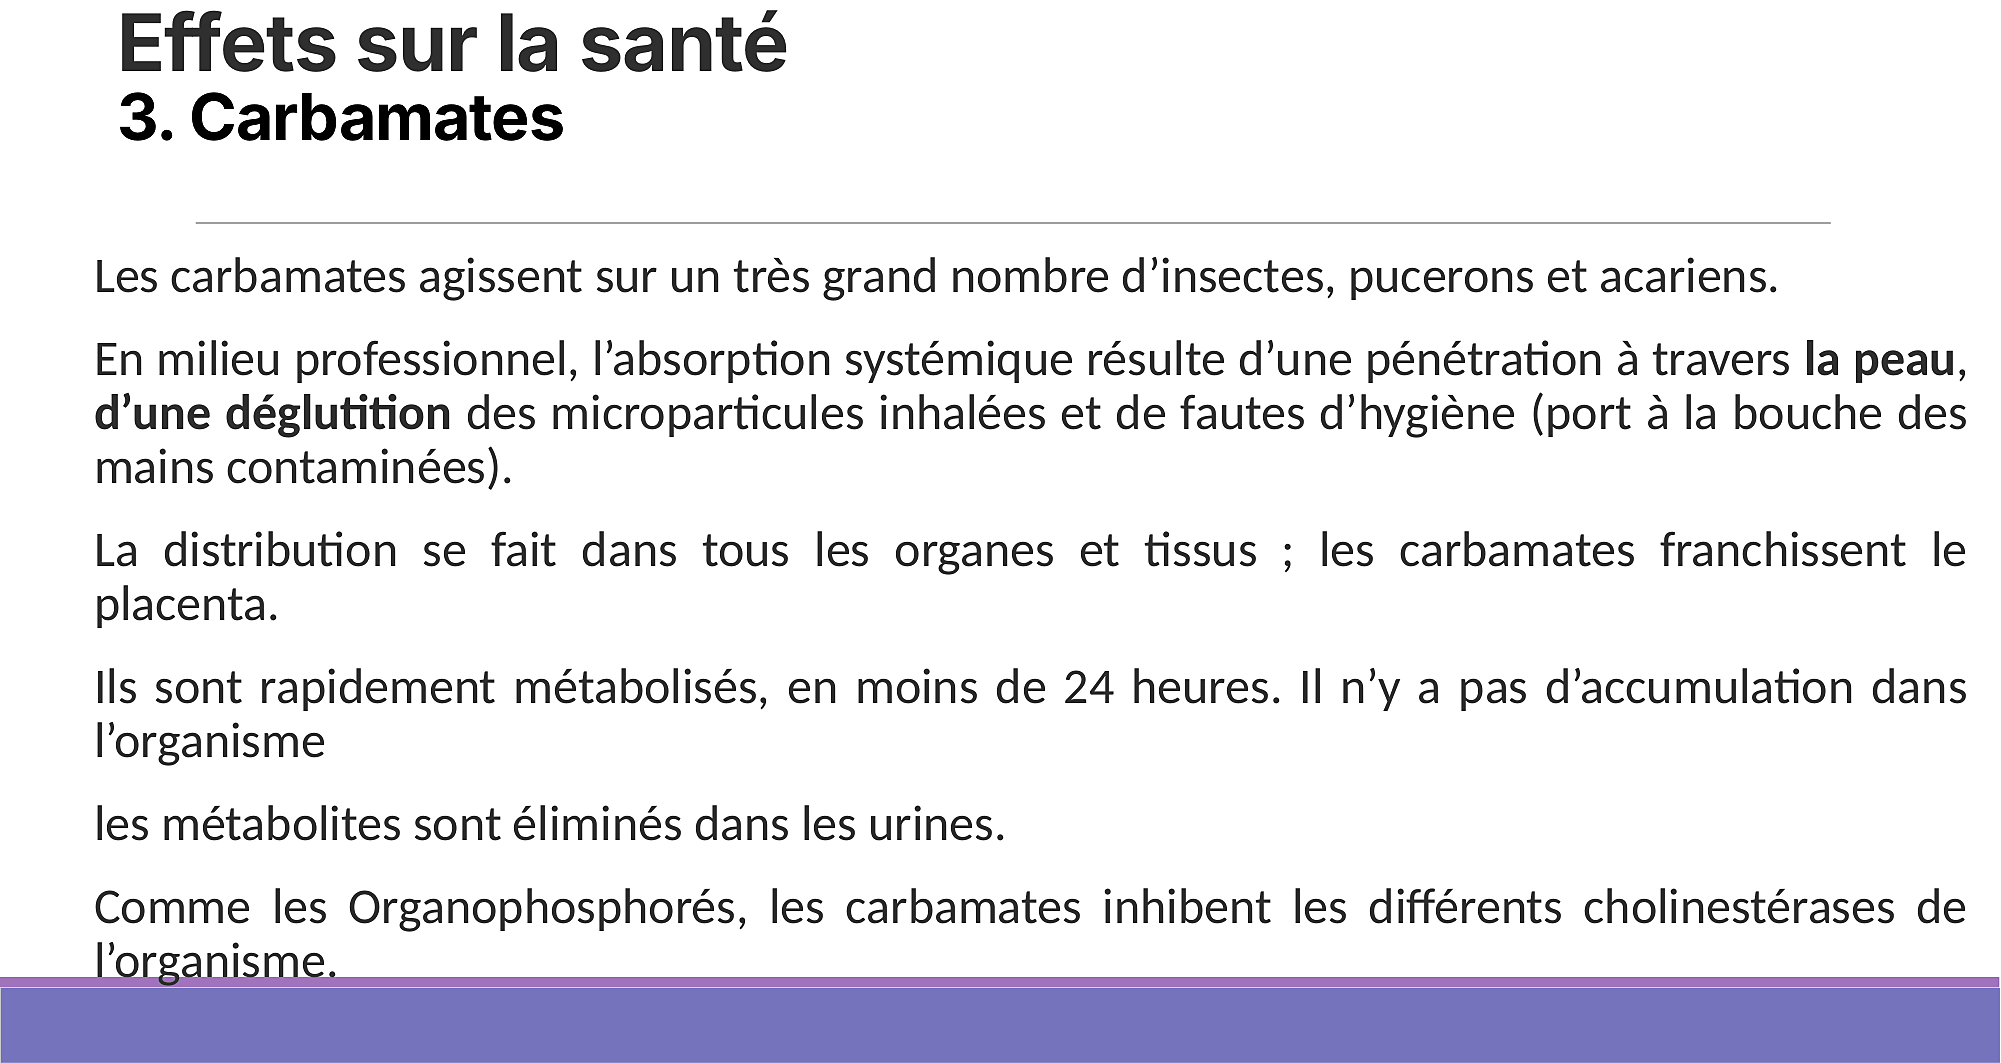 Effets sur la santé
3. Carbamates
Les carbamates agissent sur un très grand nombre d’insectes, pucerons et acariens.
En milieu professionnel, l’absorption systémique résulte d’une pénétration à travers la peau,
d’une déglutition des microparticules inhalées et de fautes d’hygiène (port à la bouche des
mains contaminées).
La distribution se fait dans tous les organes et tissus ; les carbamates franchissent le
placenta.
Ils sont rapidement métabolisés, en moins de 24 heures. Il n’y a pas d’accumulation dans
l’organisme
les métabolites sont éliminés dans les urines.
Comme les Organophosphorés, les carbamates inhibent les différents cholinestérases de
l’organisme.